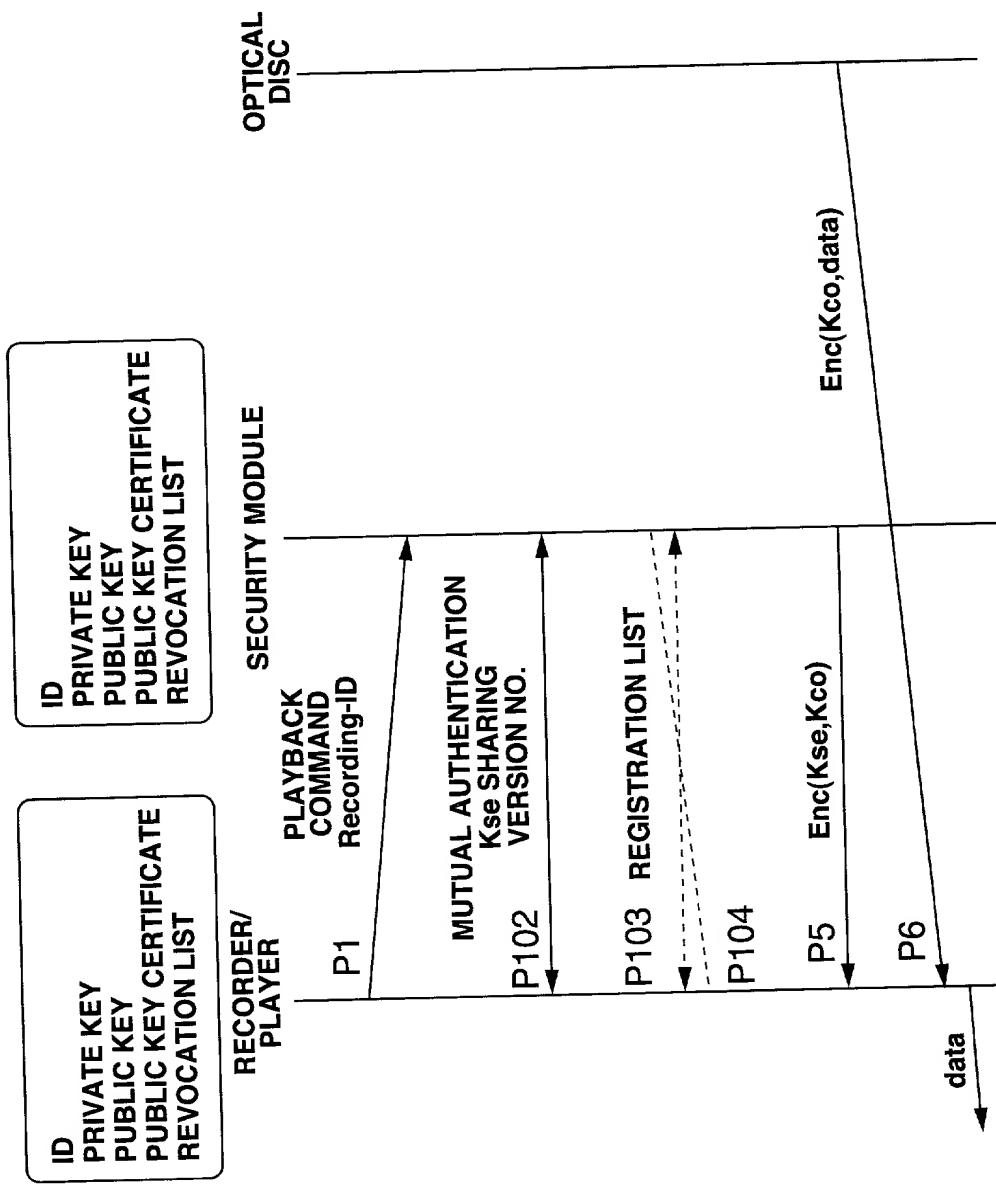 ID
PRIVATE KEY
PUBLIC KEY
PUBLIC KEY CERTIFICATE
REVOCATION LIST
ID
PRIVATE KEY
PUBLIC KEY
PUBLIC KEY CERTIFICATE
REVOCATION LIST
RECORDER/
PLAYER
SECURITY MODULE
OPTICAL
DISC
P1
PLAYBACK
COMMAND
Recording-ID
MUTUAL AUTHENTICATION
Kse SHARING
VERSION NO.
P102
P103
REGISTRATION LIST
P104
P5
Enc(Kse,Kco)
P6
Enc(Kco,data)
data